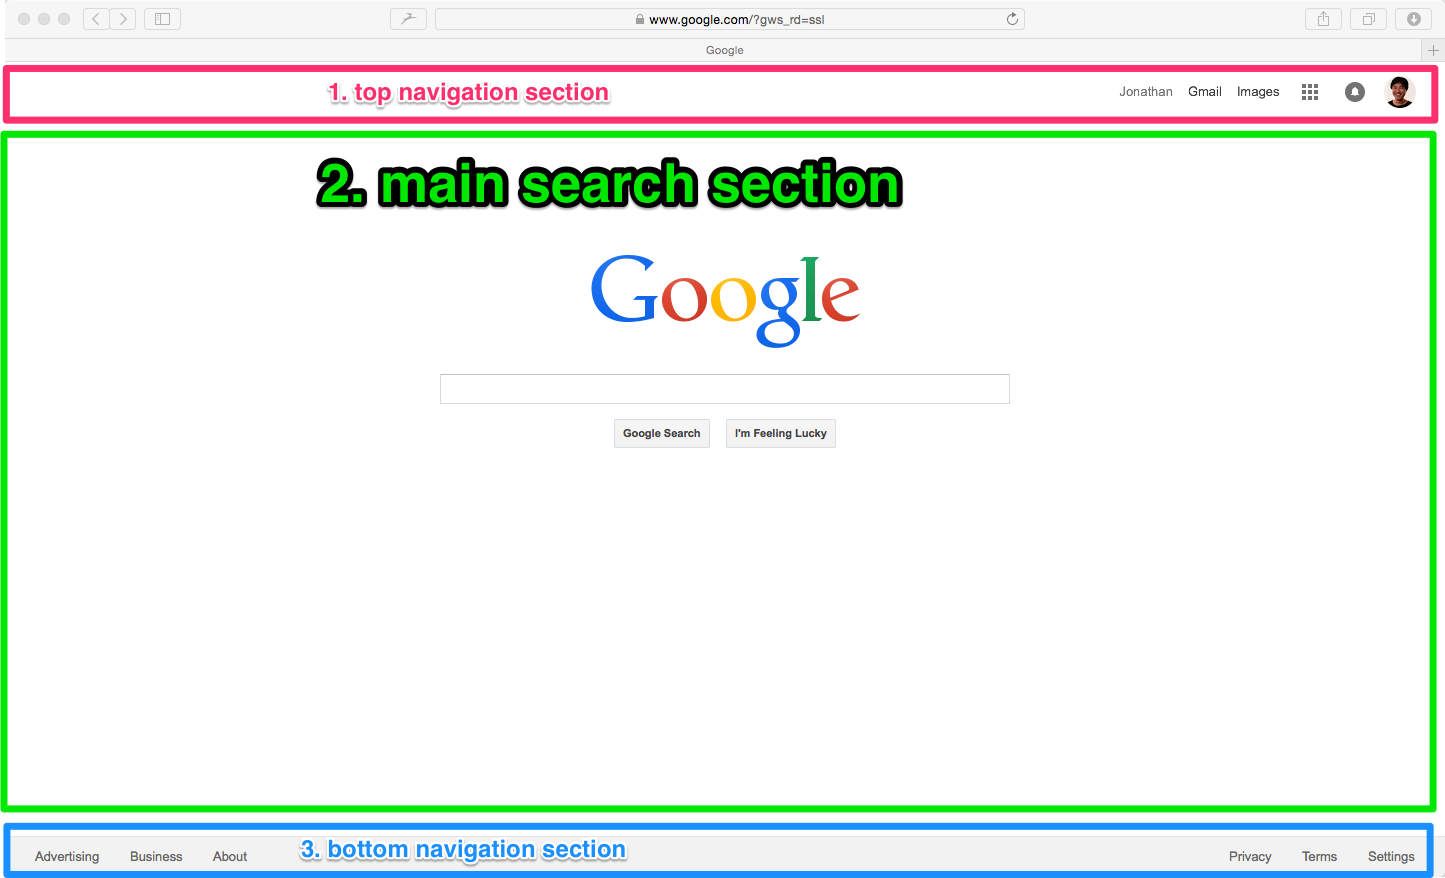 www.google.com/?gws_rd=ssl
Google
1. top navigation section
Jonathan Gmail Images
2. main search section
Google
Google Search I'm Feeling Lucky
Advertising Business About 3. bottom navigation section Privacy Terms Settings